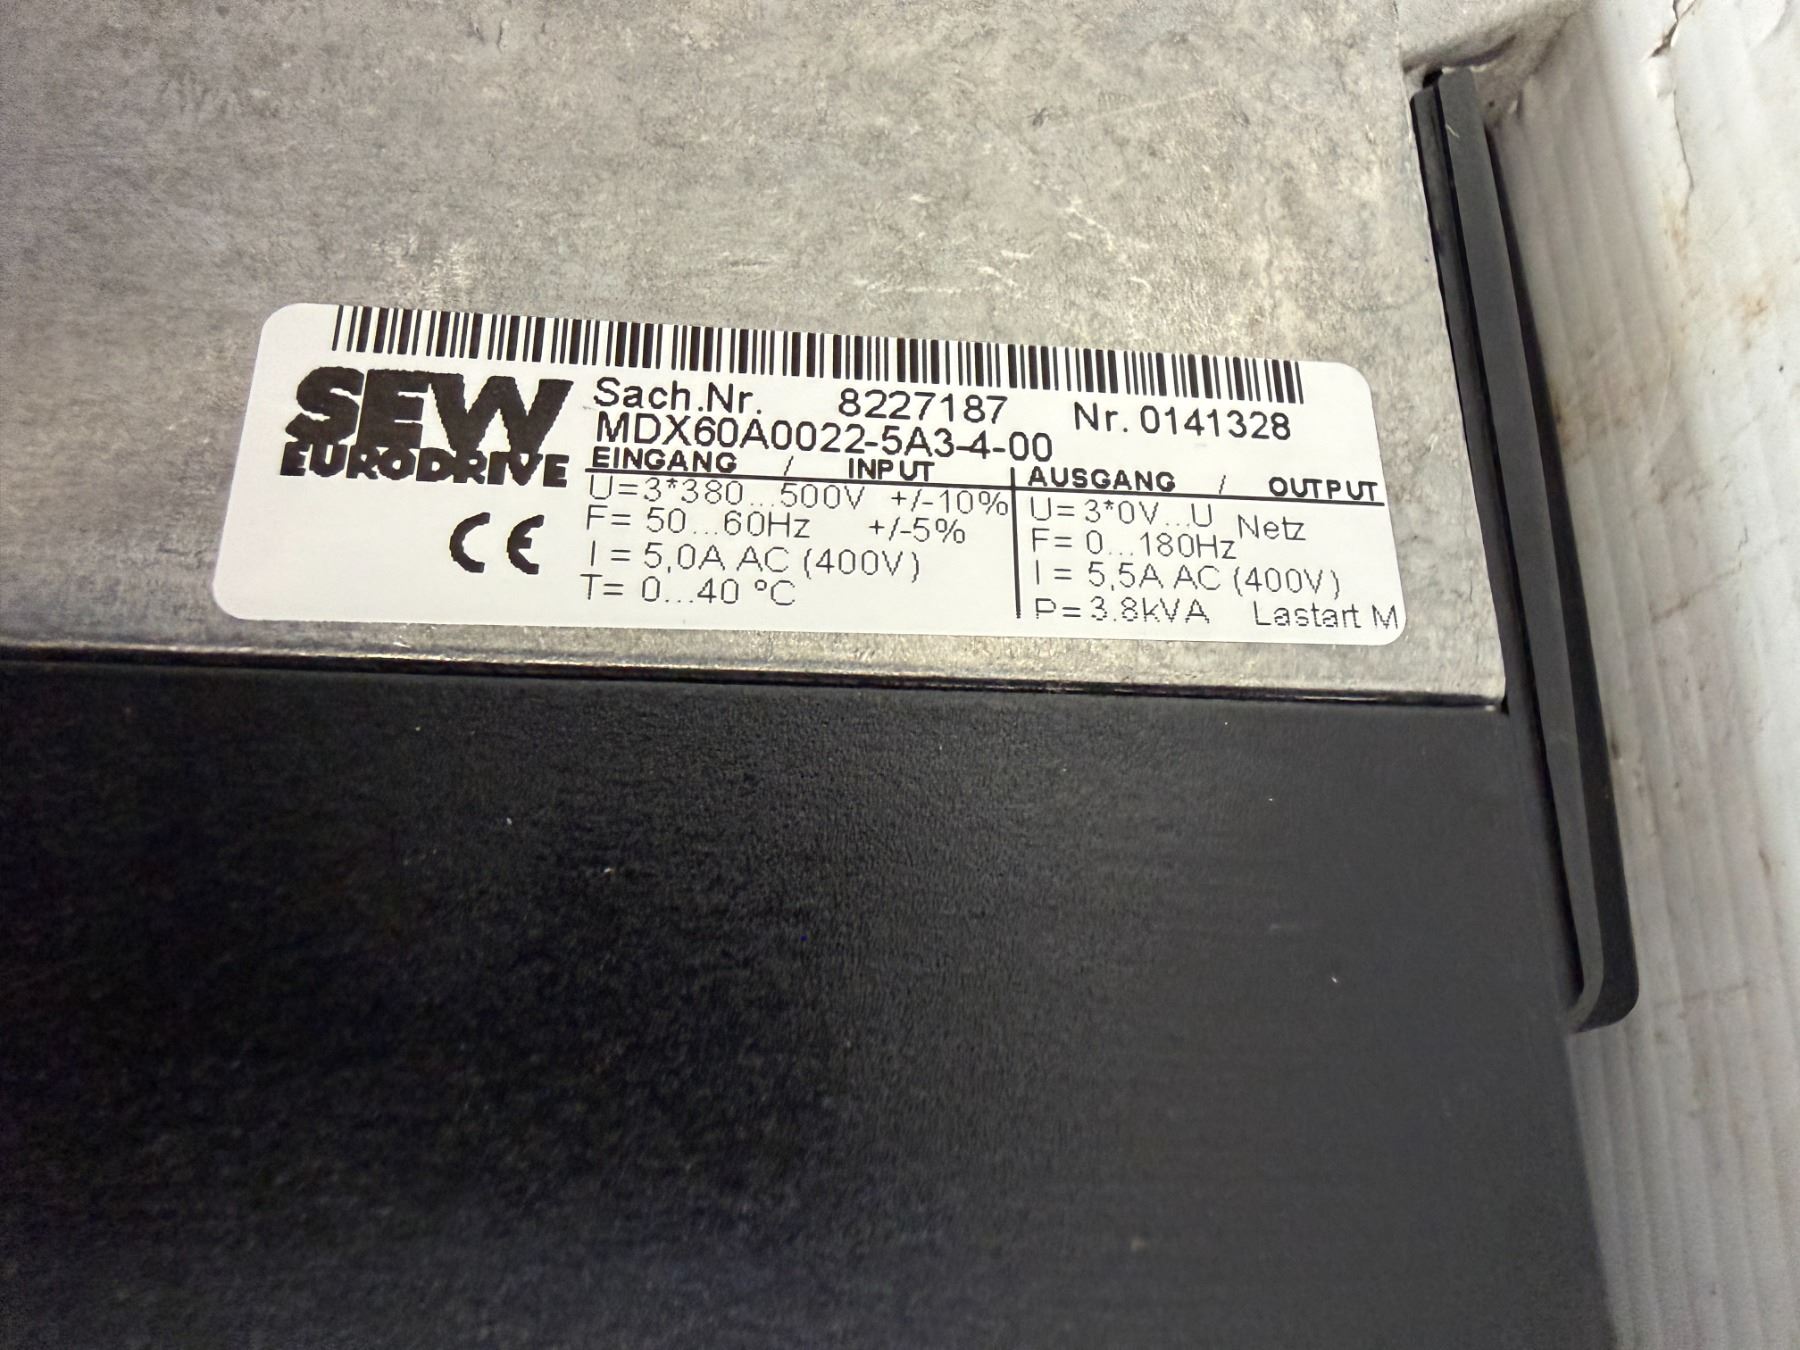 SEW
EURODRIVE
CE
Sach.Nr. 8227187 Nr. 0141328
MDX60A0022-5A3-4-00
EINGANG / INPUT
U=3*380...500V +/-10%
F= 50...60Hz +/-5%
I = 5,0A AC (400V)
T= 0...40 °C
AUSGANG / OUTPUT
U= 3*0V...U Netz
F= 0...180Hz
I = 5,5A AC (400V)
P= 3.8kVA Lastart M